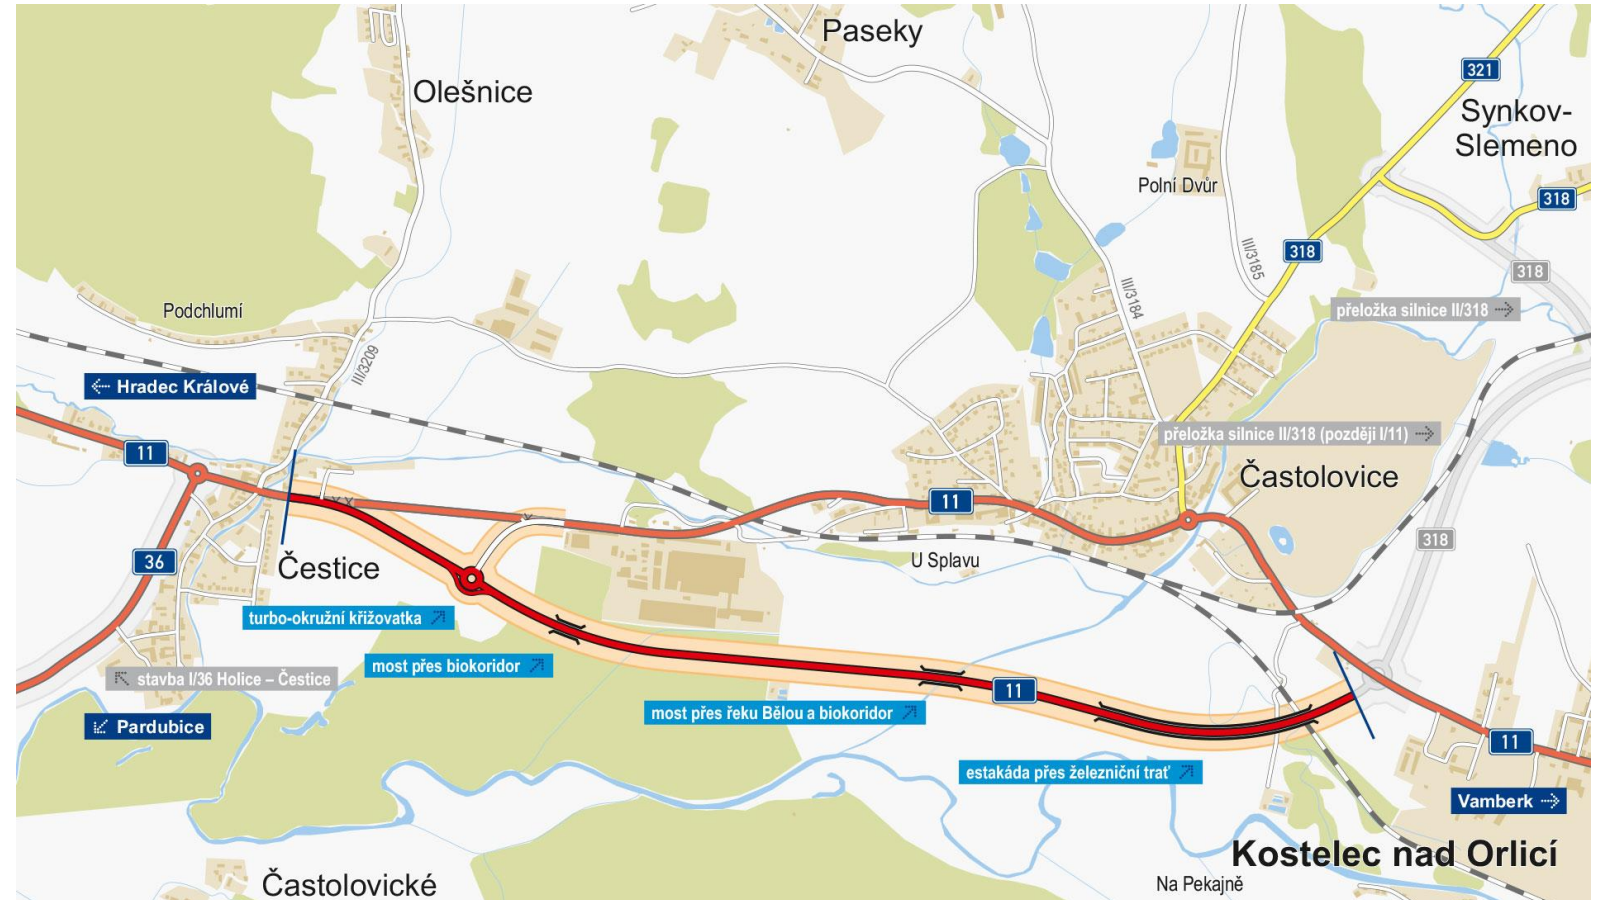 Paseky
321
Olešnice
Synkov-
Slemeno
Polní Dvůr
318
318
III/3185
318
III/3184
Podchlumí
přeložka silnice II/318
III/3209
Hradec Králové
přeložka silnice II/318 (později I/11)
11
Častolovice
11
318
36
Čestice
U Splavu
turbo-okružní křižovatka
most přes biokoridor
stavba I/36 Holice – Čestice
11
most přes řeku Bělou a biokoridor
Pardubice
11
estakáda přes železniční trať
Vamberk
Kostelec nad Orlicí
Častolovické
Na Pekajně